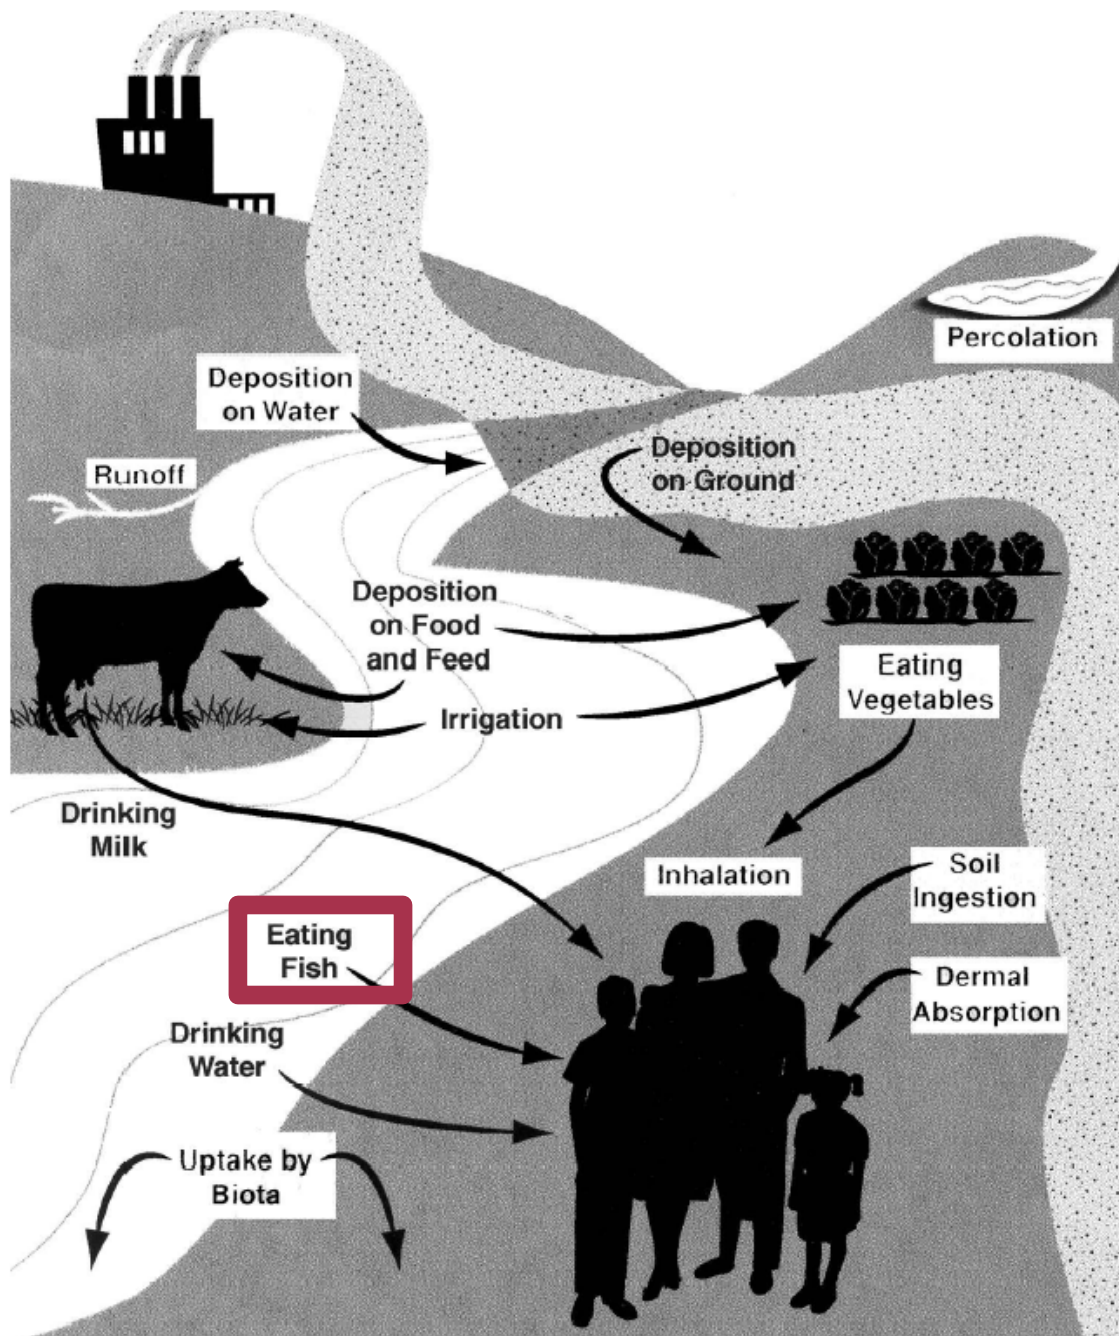 Percolation
Deposition
on Water
Deposition
on Ground
Runoff
Deposition
on Food
and Feed
Eating
Vegetables
Irrigation
Drinking
Milk
Inhalation
Soil
Ingestion
Eating
Fish
Dermal
Absorption
Drinking
Water
Uptake by
Biota